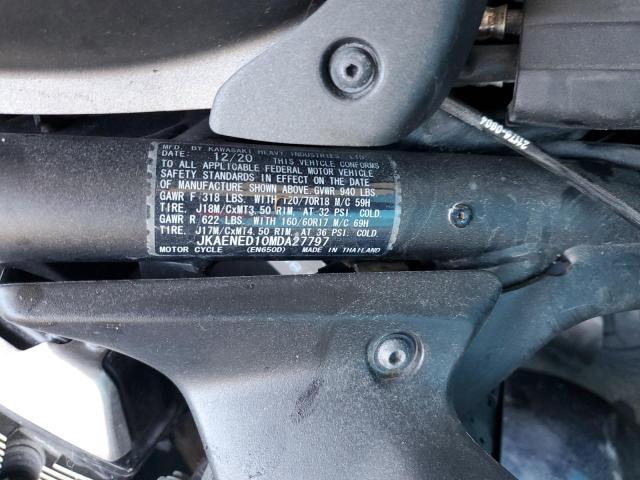 MFD. BY KAWASAKI HEAVY INDUSTRIES, LTD.
DATE: 12/20 THIS VEHICLE CONFORMS
TO ALL APPLICABLE FEDERAL MOTOR VEHICLE
SAFETY STANDARDS IN EFFECT ON THE DATE
OF MANUFACTURE SHOWN ABOVE. GVWR 940 LBS.
GAWR F 318 LBS. WITH 120/70R18 M/C 59H
TIRE. J18M/CxMT3.50 RIM. AT 32 PSI. COLD.
GAWR R 622 LBS. WITH 160/60R17 M/C 69H
TIRE. J17M/CxMT4.50 RIM. AT 36 PSI. COLD.
JKAENED10MDA27797
MOTOR CYCLE (EN650D) MADE IN THAILAND